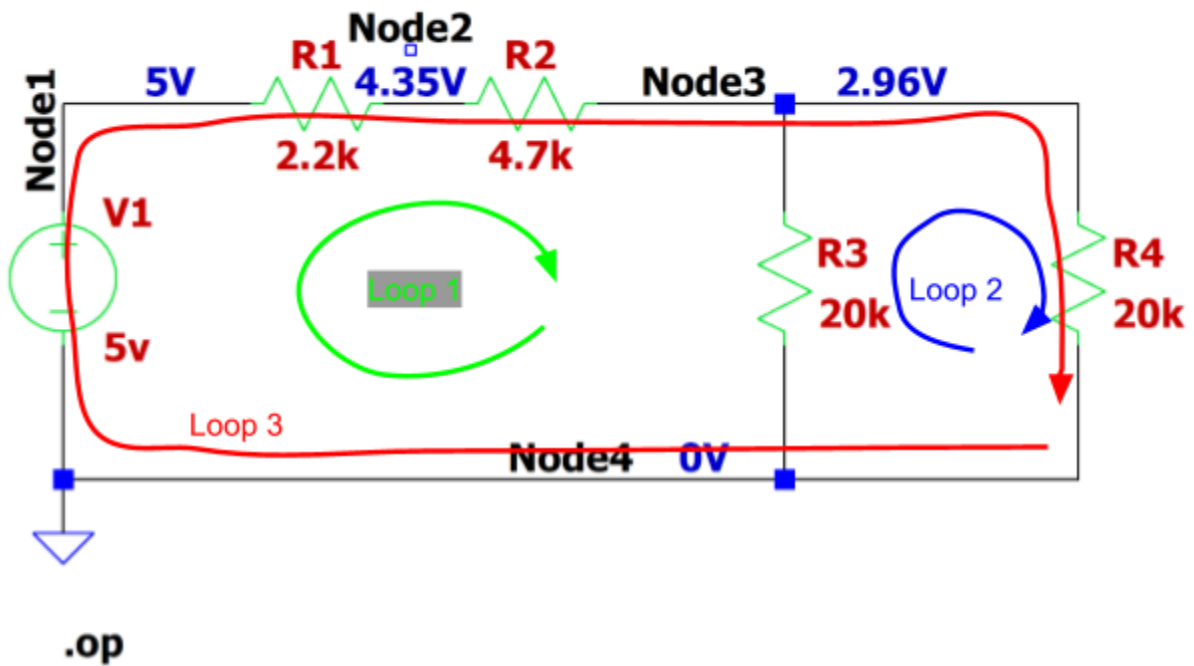 Node2
R1
R2
Node1
5V
4.35V
Node3
2.96V
2.2k
4.7k
V1
5v
Loop 1
R3
20k
Loop 2
R4
20k
Loop 3
Node4
0V
.op